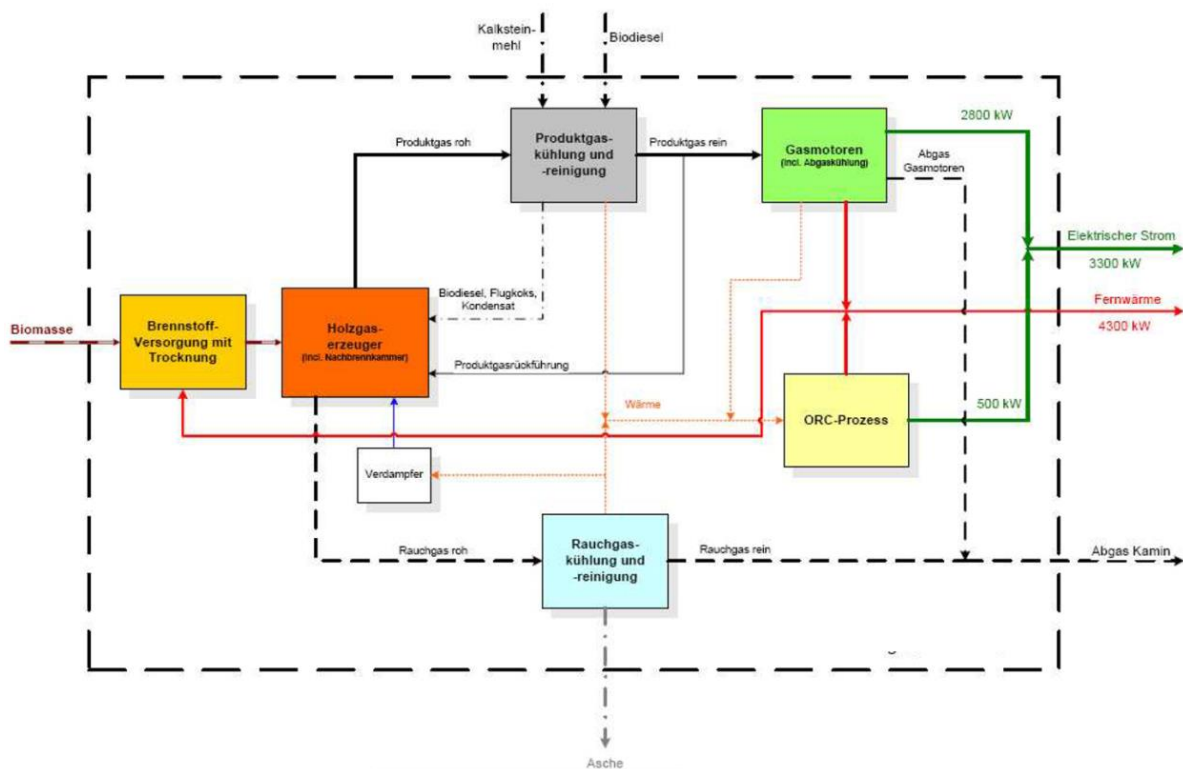 Kalkstein-
mehl
Biodiesel
2800 kW
Produktgas-
kühlung und
-reinigung
Produktgas roh
Produktgas rein
Gasmotoren
(incl. Abgaskühlung)
Abgas
Gasmotoren
Elektrischer Strom
3300 kW
Biodiesel, Flugkoks,
Kondensat
Fernwärme
4300 kW
Biomasse
Brennstoff-
Versorgung mit
Trocknung
Holzgas-
erzeuger
(incl. Nachbrennkammer)
Produktgasrückführung
Wärme
ORC-Prozess
500 kW
Verdampfer
Rauchgas roh
Rauchgas-
kühlung und
-reinigung
Rauchgas rein
Abgas Kamin
Asche